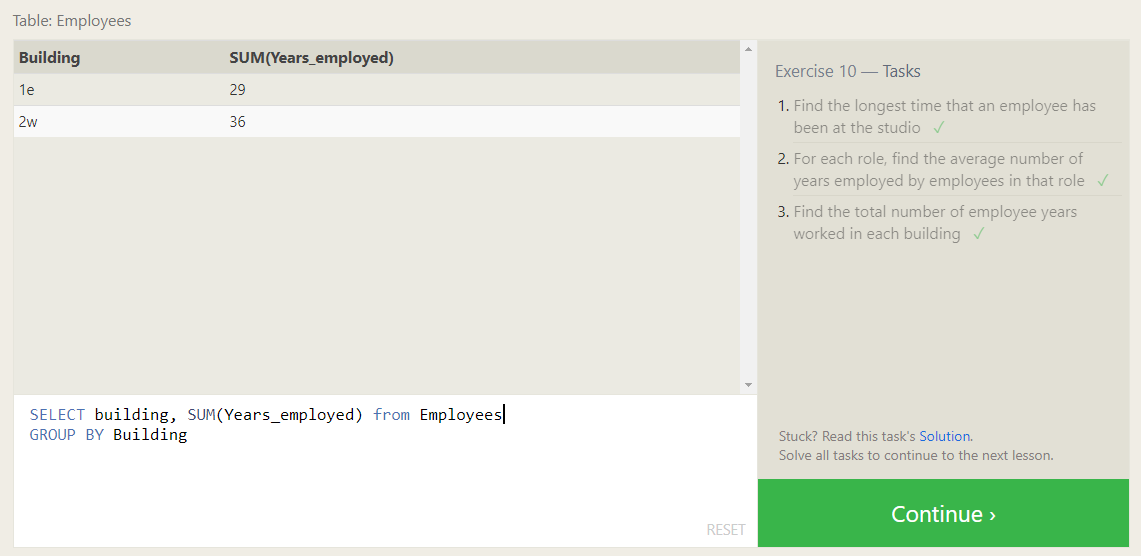 Table: Employees
Building SUM(Years_employed)
1e 29
2w 36
SELECT building, SUM(Years_employed) from Employees
GROUP BY Building
RESET
Exercise 10 — Tasks
1. Find the longest time that an employee has
been at the studio ✓
2. For each role, find the average number of
years employed by employees in that role ✓
3. Find the total number of employee years
worked in each building ✓
Stuck? Read this task's Solution.
Solve all tasks to continue to the next lesson.
Continue ›